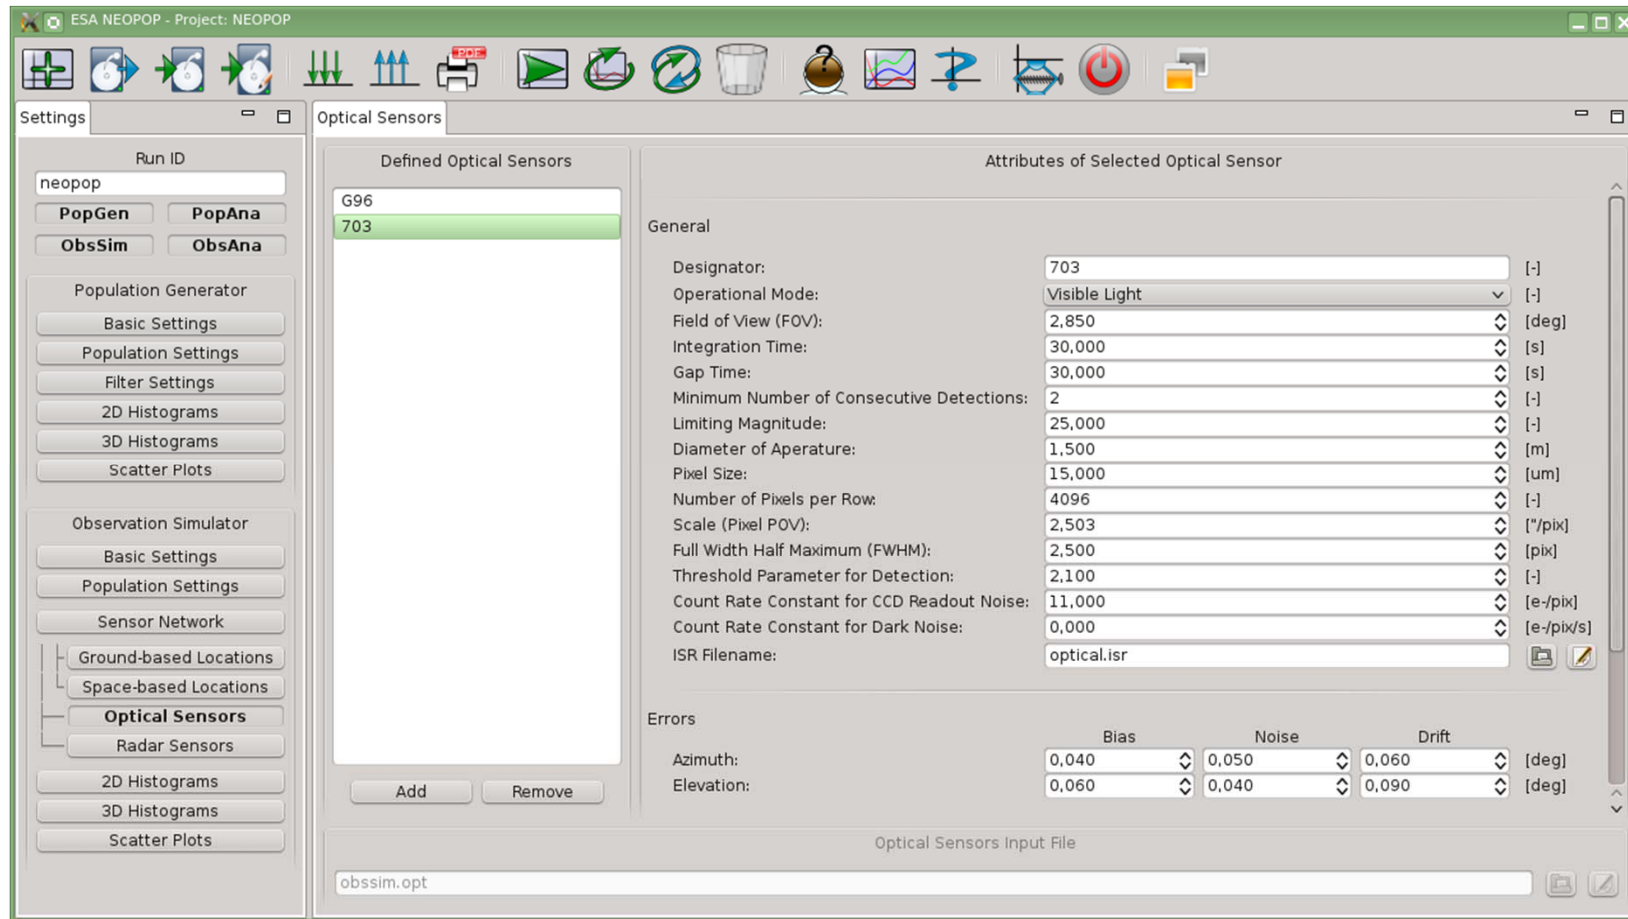 ESA NEOPOP - Project: NEOPOP
PDF
?
Settings
Run ID
neopop
PopGen PopAna
ObsSim ObsAna
Population Generator
Basic Settings
Population Settings
Filter Settings
2D Histograms
3D Histograms
Scatter Plots
Observation Simulator
Basic Settings
Population Settings
Sensor Network
Ground-based Locations
Space-based Locations
Optical Sensors
Radar Sensors
2D Histograms
3D Histograms
Scatter Plots
Optical Sensors
Defined Optical Sensors
G96
703
Add Remove
Attributes of Selected Optical Sensor
General
Designator: 703 [-]
Operational Mode: Visible Light [-]
Field of View (FOV): 2,850 [deg]
Integration Time: 30,000 [s]
Gap Time: 30,000 [s]
Minimum Number of Consecutive Detections: 2 [-]
Limiting Magnitude: 25,000 [-]
Diameter of Aperature: 1,500 [m]
Pixel Size: 15,000 [um]
Number of Pixels per Row: 4096 [-]
Scale (Pixel POV): 2,503 ["/pix]
Full Width Half Maximum (FWHM): 2,500 [pix]
Threshold Parameter for Detection: 2,100 [-]
Count Rate Constant for CCD Readout Noise: 11,000 [e-/pix]
Count Rate Constant for Dark Noise: 0,000 [e-/pix/s]
ISR Filename: optical.isr
Errors
Bias Noise Drift
Azimuth: 0,040 0,050 0,060 [deg]
Elevation: 0,060 0,040 0,090 [deg]
Optical Sensors Input File
obssim.opt